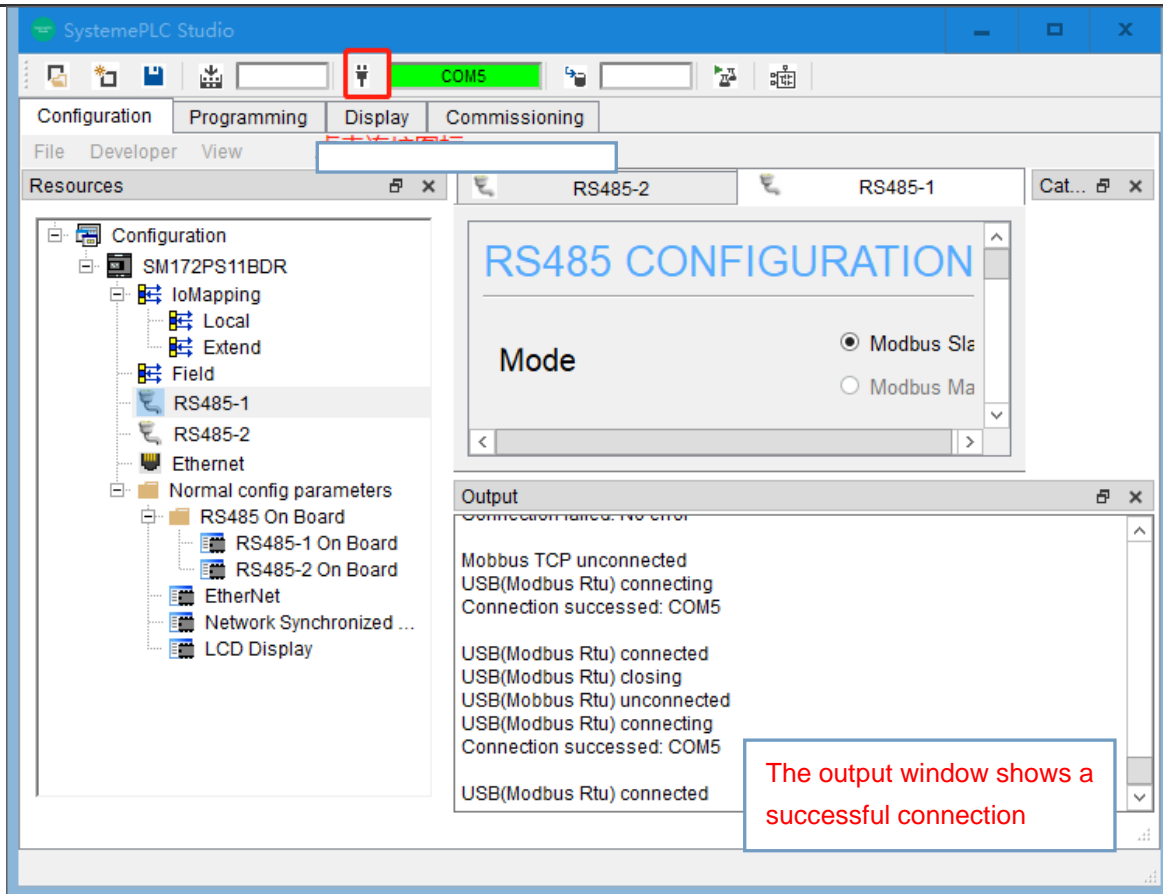 SystemePLC Studio
COM5
Configuration Programming Display Commissioning
File Developer View
Resources
RS485-2 RS485-1 Cat...
Configuration
SM172PS11BDR
IoMapping
Local
Extend
Field
RS485-1
RS485-2
Ethernet
Normal config parameters
RS485 On Board
RS485-1 On Board
RS485-2 On Board
EtherNet
Network Synchronized ...
LCD Display
RS485 CONFIGURATION
Mode
Modbus Sla
Modbus Ma
Output
Connection failed: No error
Mobbus TCP unconnected
USB(Modbus Rtu) connecting
Connection successed: COM5
USB(Modbus Rtu) connected
USB(Modbus Rtu) closing
USB(Mobbus Rtu) unconnected
USB(Modbus Rtu) connecting
Connection successed: COM5
USB(Modbus Rtu) connected
The output window shows a
successful connection